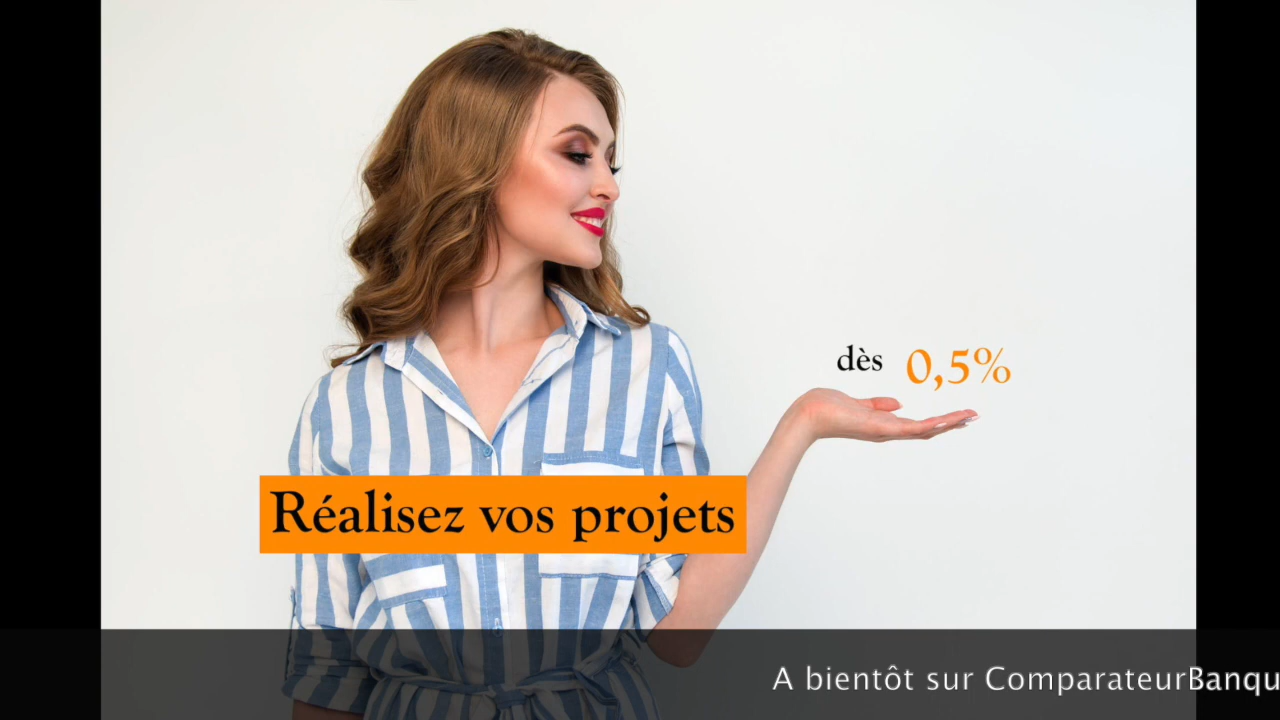 dès 0,5%
Réalisez vos projets
A bientôt sur ComparateurBanqu